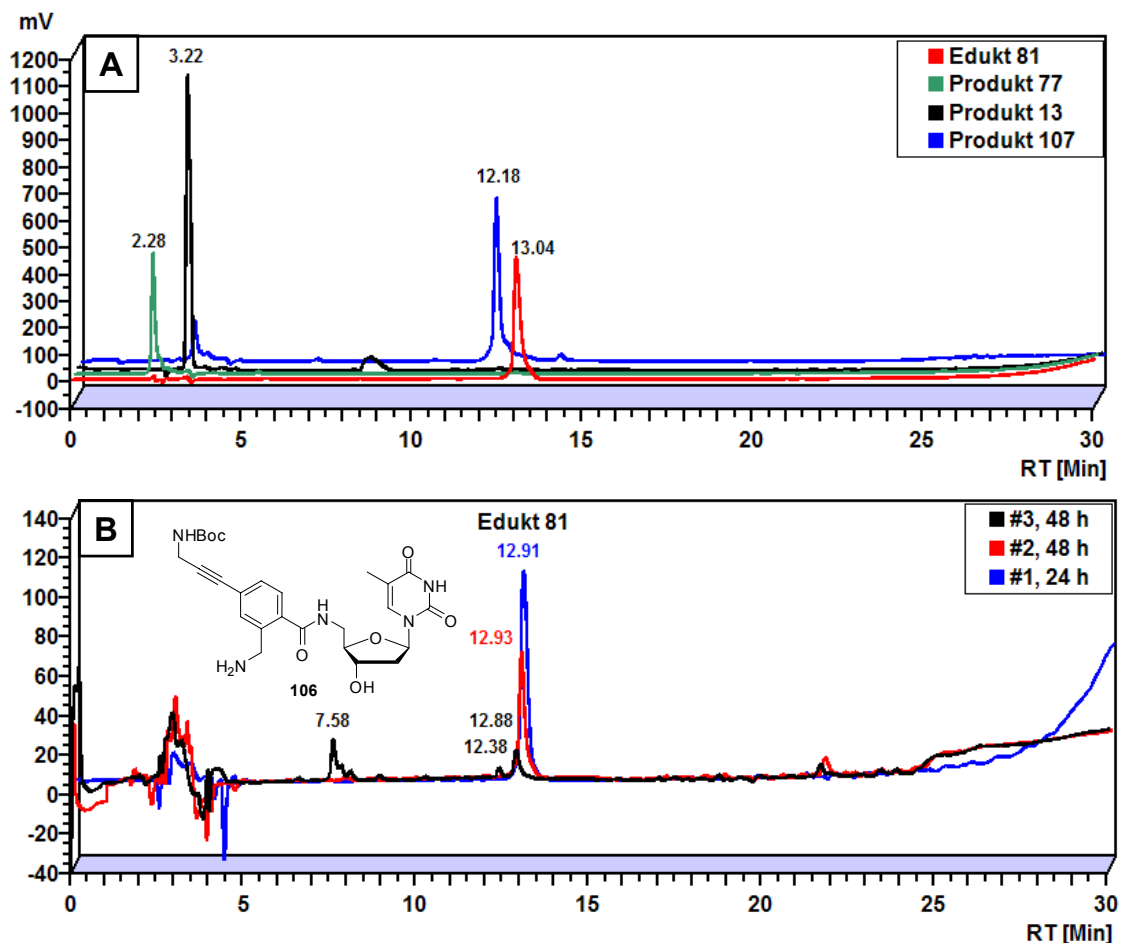 mV
A
1200
1100
1000
900
800
700
600
500
400
300
200
100
0
-100
3.22
2.28
12.18
13.04
Edukt 81
Produkt 77
Produkt 13
Produkt 107
0 5 10 15 20 25 30
RT [Min]
B
140
120
100
80
60
40
20
0
-20
-40
Edukt 81
12.91
12.93
12.88
12.38
7.58
#3, 48 h
#2, 48 h
#1, 24 h
NHBoc
O
NH
H
N
N
O
O
O
H2N
OH
106
0 5 10 15 20 25 30
RT [Min]